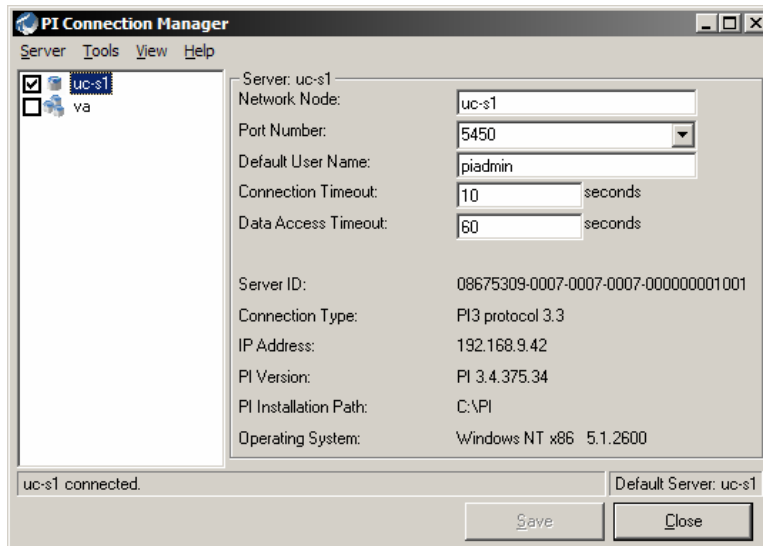 PI Connection Manager
Server Tools View Help
uc-s1
va
Server: uc-s1
Network Node: uc-s1
Port Number: 5450
Default User Name: piadmin
Connection Timeout: 10 seconds
Data Access Timeout: 60 seconds
Server ID: 08675309-0007-0007-0007-000000001001
Connection Type: PI3 protocol 3.3
IP Address: 192.168.9.42
PI Version: PI 3.4.375.34
PI Installation Path: C:\PI
Operating System: Windows NT x86 5.1.2600
uc-s1 connected. Default Server: uc-s1
Save Close